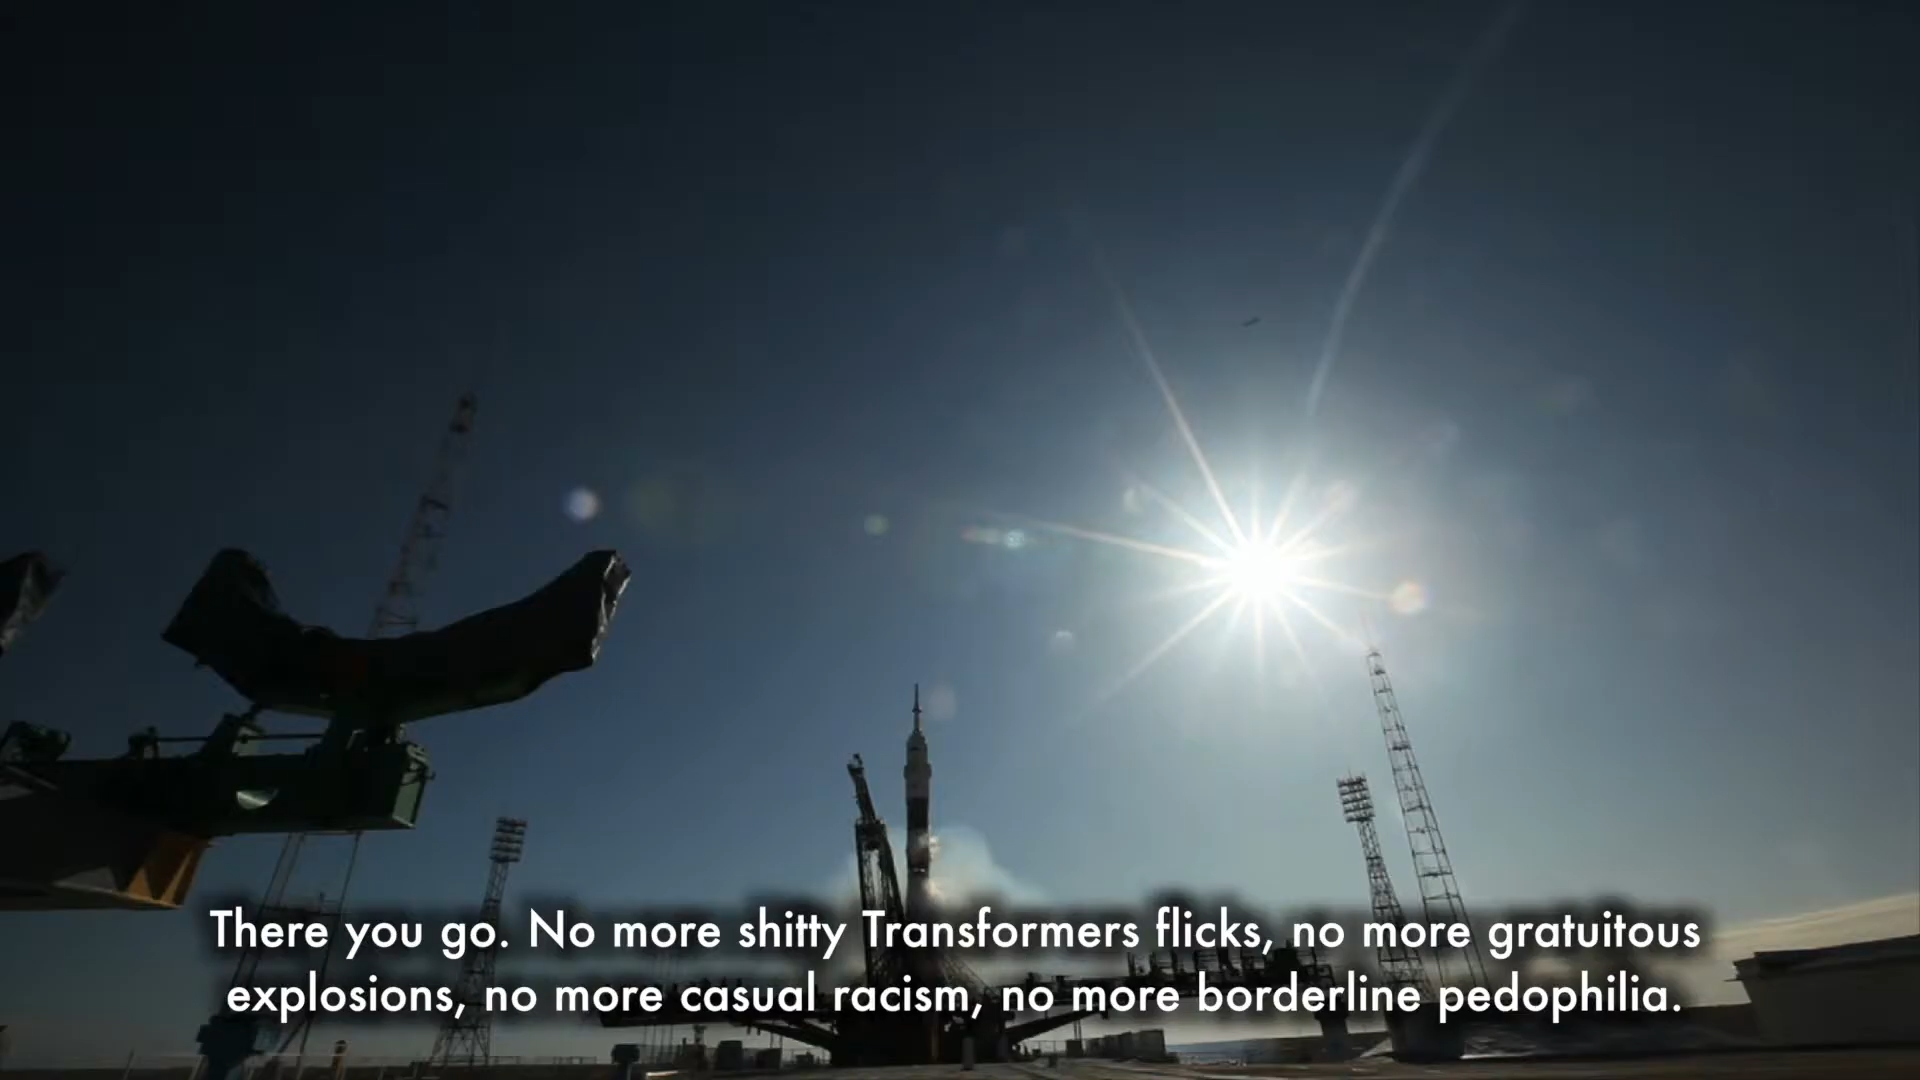 There you go. No more shitty Transformers flicks, no more gratuitous
explosions, no more casual racism, no more borderline pedophilia.